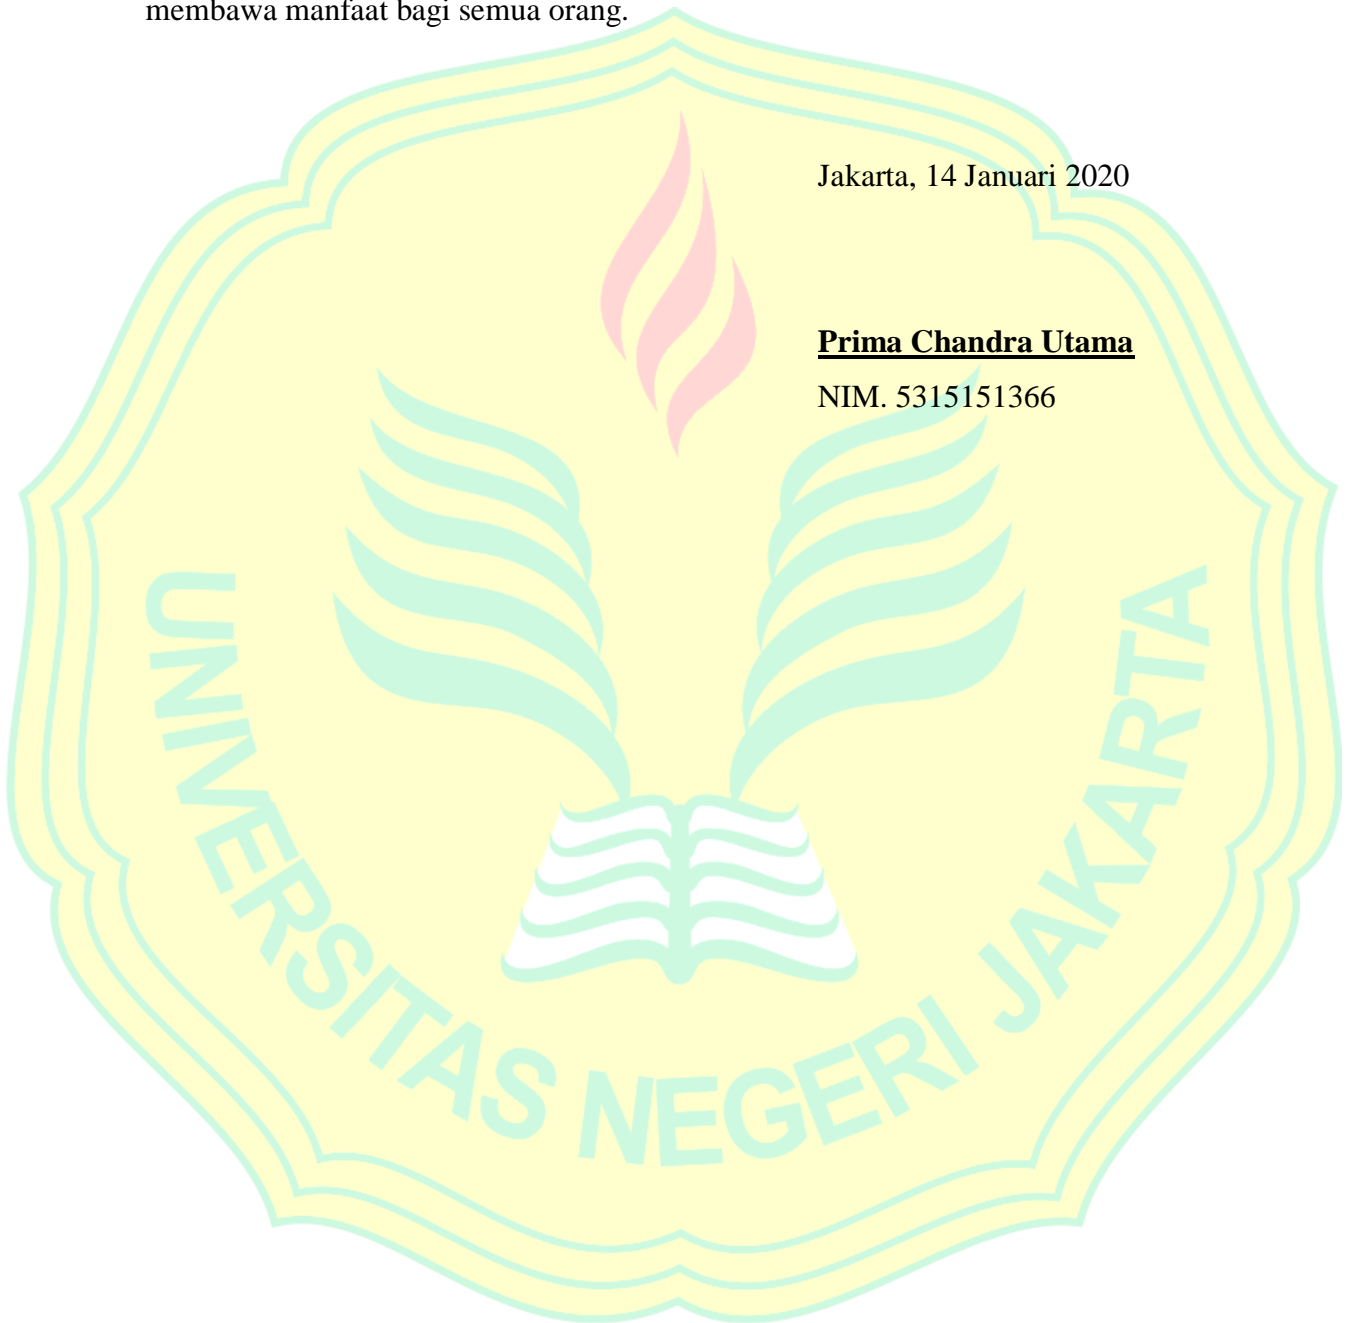 membawa manfaat bagi semua orang.
Jakarta, 14 Januari 2020
Prima Chandra Utama
NIM. 5315151366
UNIVERSITAS NEGERI JAKARTA